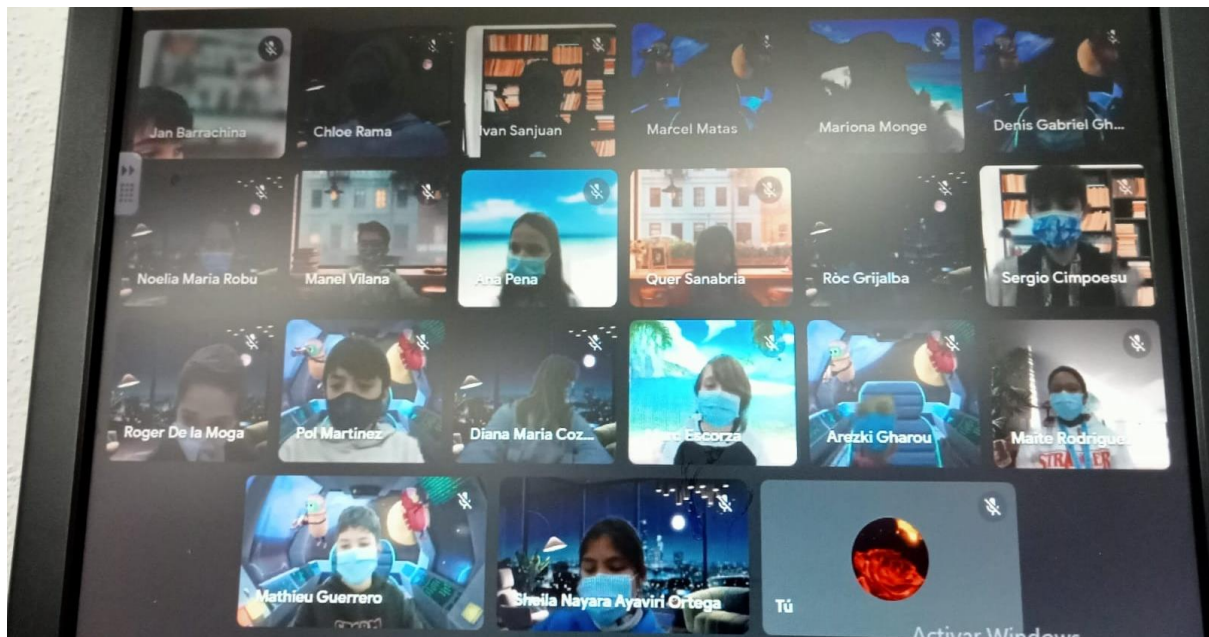 Jan Barrachina
Chloe Rama
Ivan Sanjuan
Marcel Matas
Mariona Monge
Denis Gabriel Gh...
Noelia Maria Robu
Manel Vilana
Ana Pena
Quer Sanabria
Ròc Grijalba
Sergio Cimpoesu
Roger De la Moga
Pol Martinez
Diana Maria Coz...
Escorza
Arezki Gharou
Maite Rodrigue
Mathieu Guerrero
Sheila Nayara Ayaviri Ortega
Tú
Activar Windows